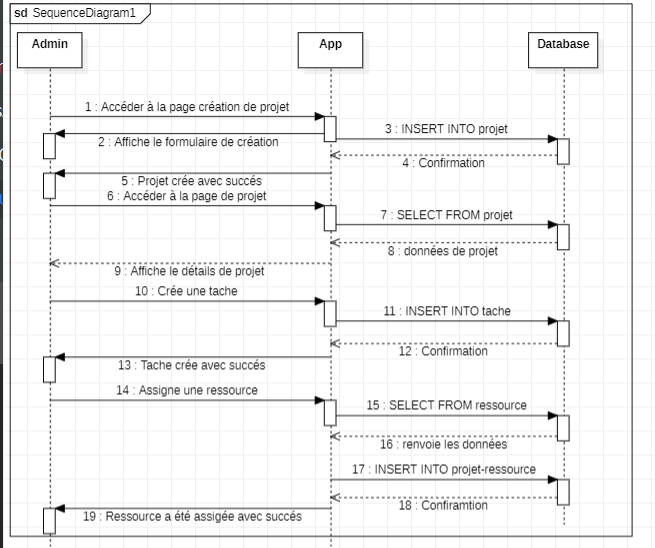 sd SequenceDiagram1
Admin
App
Database
1 : Accéder à la page création de projet
2 : Affiche le formulaire de création
3 : INSERT INTO projet
4 : Confirmation
5 : Projet crée avec succés
6 : Accéder à la page de projet
7 : SELECT FROM projet
8 : données de projet
9 : Affiche le détails de projet
10 : Crée une tache
11 : INSERT INTO tache
12 : Confirmation
13 : Tache crée avec succés
14 : Assigne une ressource
15 : SELECT FROM ressource
16 : renvoie les données
17 : INSERT INTO projet-ressource
18 : Confiramtion
19 : Ressource a été assigée avec succés